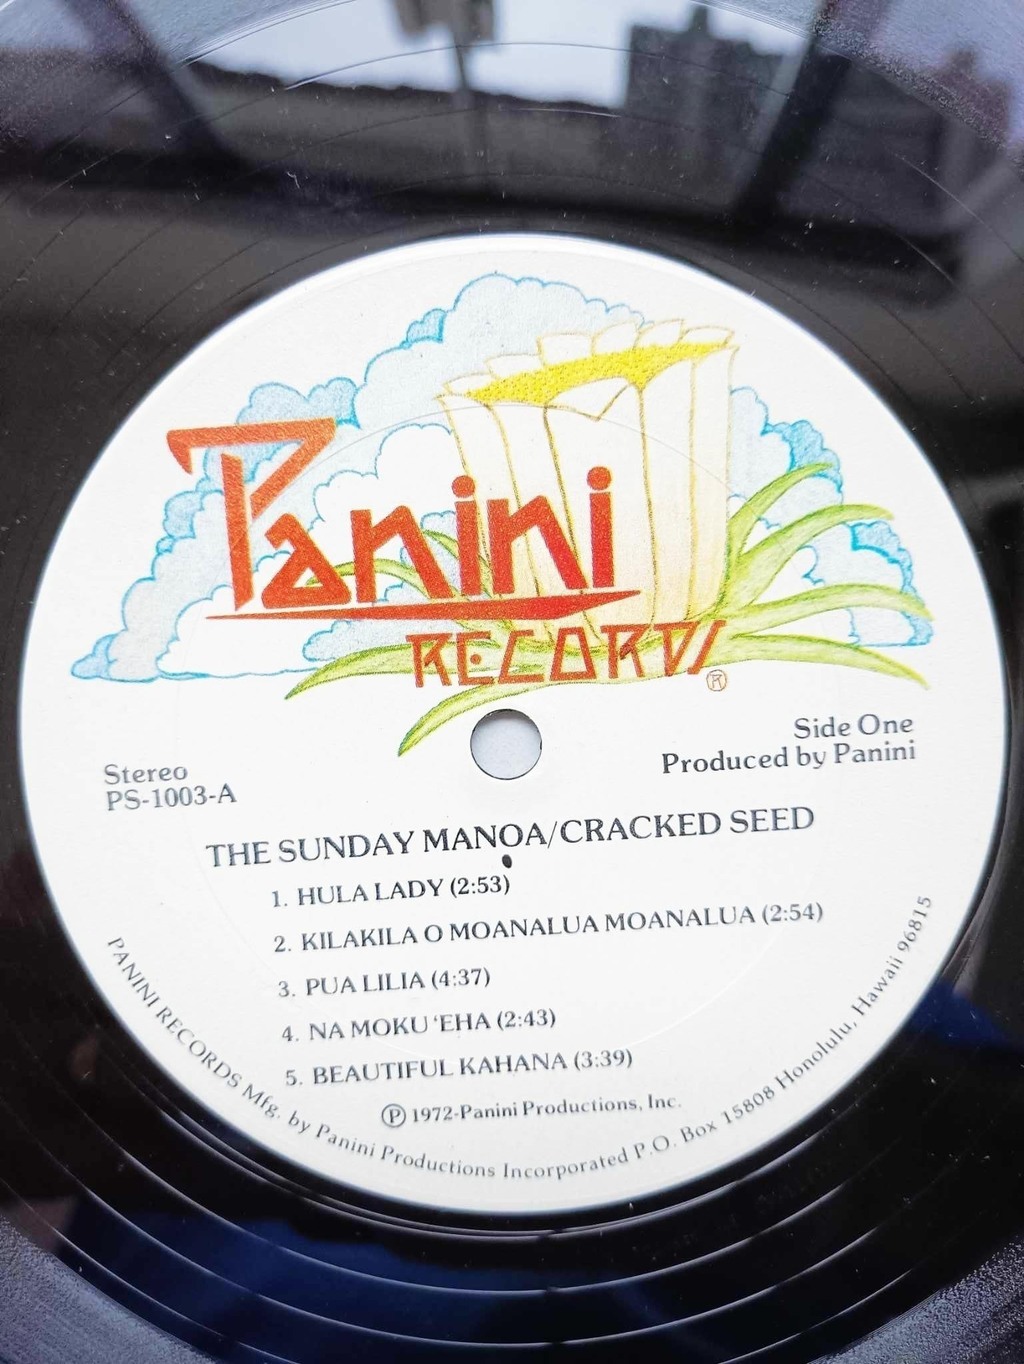 Panini
RECORDS
®
Side One
Produced by Panini
Stereo
PS-1003-A
THE SUNDAY MANOA/CRACKED SEED
1. HULA LADY (2:53)
2. KILAKILA O MOANALUA MOANALUA (2:54)
3. PUA LILIA (4:37)
4. NA MOKU 'EHA (2:43)
5. BEAUTIFUL KAHANA (3:39)
℗ 1972-Panini Productions, Inc.
PANINI RECORDS Mfg. by Panini Productions Incorporated P.O. Box 15808 Honolulu, Hawaii 96815